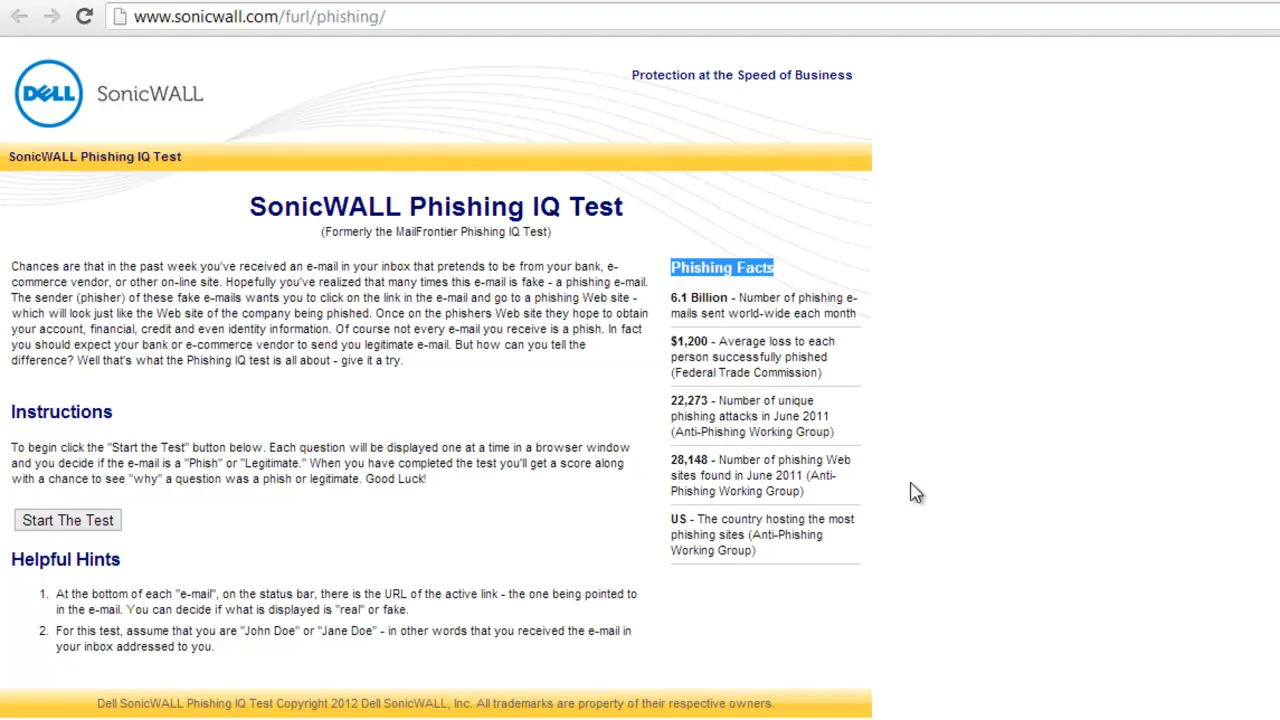 www.sonicwall.com/furl/phishing/
DELL SonicWALL
Protection at the Speed of Business
SonicWALL Phishing IQ Test
SonicWALL Phishing IQ Test
(Formerly the MailFrontier Phishing IQ Test)
Chances are that in the past week you've received an e-mail in your inbox that pretends to be from your bank, e-
commerce vendor, or other on-line site. Hopefully you've realized that many times this e-mail is fake - a phishing e-mail.
The sender (phisher) of these fake e-mails wants you to click on the link in the e-mail and go to a phishing Web site -
which will look just like the Web site of the company being phished. Once on the phishers Web site they hope to obtain
your account, financial, credit and even identity information. Of course not every e-mail you receive is a phish. In fact
you should expect your bank or e-commerce vendor to send you legitimate e-mail. But how can you tell the
difference? Well that's what the Phishing IQ test is all about - give it a try.
Instructions
To begin click the "Start the Test" button below. Each question will be displayed one at a time in a browser window
and you decide if the e-mail is a "Phish" or "Legitimate." When you have completed the test you'll get a score along
with a chance to see "why" a question was a phish or legitimate. Good Luck!
Start The Test
Helpful Hints
1. At the bottom of each "e-mail", on the status bar, there is the URL of the active link - the one being pointed to
in the e-mail. You can decide if what is displayed is "real" or fake.
2. For this test, assume that you are "John Doe" or "Jane Doe" - in other words that you received the e-mail in
your inbox addressed to you.
Phishing Facts
6.1 Billion - Number of phishing e-
mails sent world-wide each month
$1,200 - Average loss to each
person successfully phished
(Federal Trade Commission)
22,273 - Number of unique
phishing attacks in June 2011
(Anti-Phishing Working Group)
28,148 - Number of phishing Web
sites found in June 2011 (Anti-
Phishing Working Group)
US - The country hosting the most
phishing sites (Anti-Phishing
Working Group)
Dell SonicWALL Phishing IQ Test Copyright 2012 Dell SonicWALL, Inc. All trademarks are property of their respective owners.